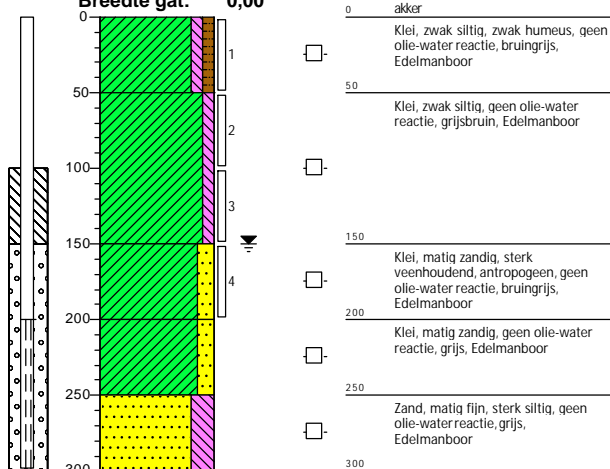 Breedte gat: 0,00
0
50
100
150
200
250
300
1
2
3
4
0
akker
Klei, zwak siltig, zwak humeus, geen
olie-water reactie, bruingrijs,
Edelmanboor
50
Klei, zwak siltig, geen olie-water
reactie, grijsbruin, Edelmanboor
150
Klei, matig zandig, sterk
veenhoudend, antropogeen, geen
olie-water reactie, bruingrijs,
Edelmanboor
200
Klei, matig zandig, geen olie-water
reactie, grijs, Edelmanboor
250
Zand, matig fijn, sterk siltig, geen
olie-water reactie, grijs,
Edelmanboor
300